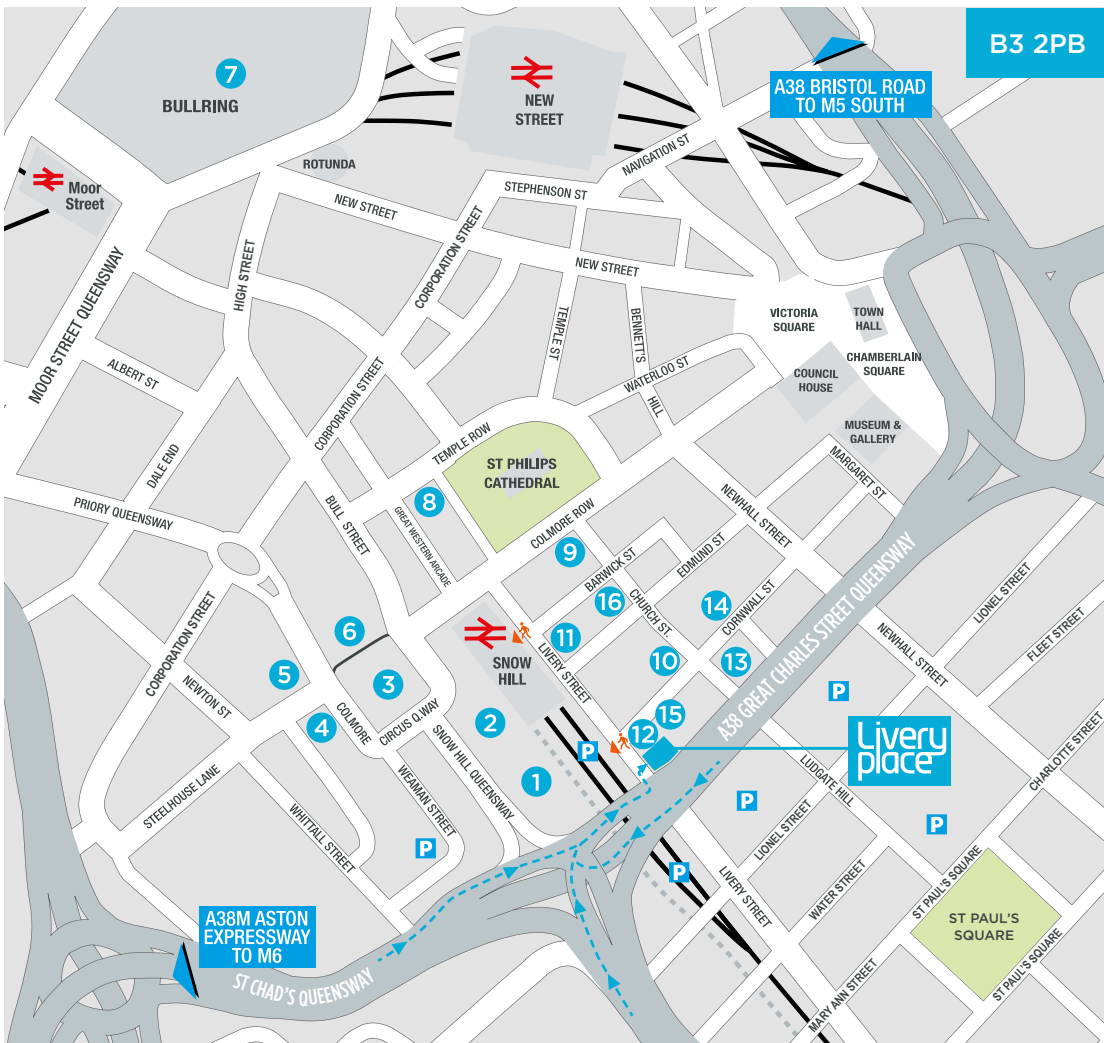 B3 2PB
7
BULLRING
NEW
STREET
A38 BRISTOL ROAD
TO M5 SOUTH
ROTUNDA
NAVIGATION ST
Moor
Street
STEPHENSON ST
NEW STREET
CORPORATION STREET
NEW STREET
HIGH STREET
MOOR STREET QUEENSWAY
VICTORIA
SQUARE
TOWN
HALL
TEMPLE ST
BENNETT'S
HILL
CHAMBERLAIN
SQUARE
ALBERT ST
COUNCIL
HOUSE
WATERLOO ST
CORPORATION STREET
MUSEUM &
GALLERY
TEMPLE ROW
ST PHILIPS
CATHEDRAL
MARGARET ST
DALE END
8
PRIORY QUEENSWAY
BULL STREET
GREAT WESTERN ARCADE
COLMORE ROW
NEWHALL STREET
9
BARWICK ST
EDMUND ST
A38 GREAT CHARLES STREET QUEENSWAY
LIONEL STREET
16
CHURCH ST.
14
CORNWALL ST
6
11
LIVERY STREET
NEWHALL STREET
FLEET STREET
CORPORATION STREET
5
3
SNOW
HILL
10
13
P
NEWTON ST
4
COLMORE
CIRCUS Q.WAY
2
15
12
P
Livery
place
CHARLOTTE STREET
STEELHOUSE LANE
SNOW HILL QUEENSWAY
1
LUDGATE HILL
WEAMAN STREET
P
P
WHITTALL STREET
P
LIONEL STREET
P
LIVERY STREET
WATER STREET
ST PAUL'S SQUARE
A38M ASTON
EXPRESSWAY
TO M6
ST PAUL'S
SQUARE
ST CHAD'S QUEENSWAY
ST PAUL'S SQUARE
MARY ANN STREET